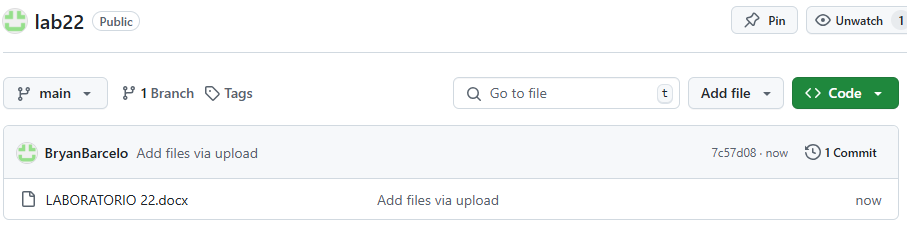 lab22 Public Pin Unwatch 1
main 1 Branch Tags Go to file t Add file Code
BryanBarcelo Add files via upload 7c57d08 · now 1 Commit
LABORATORIO 22.docx Add files via upload now